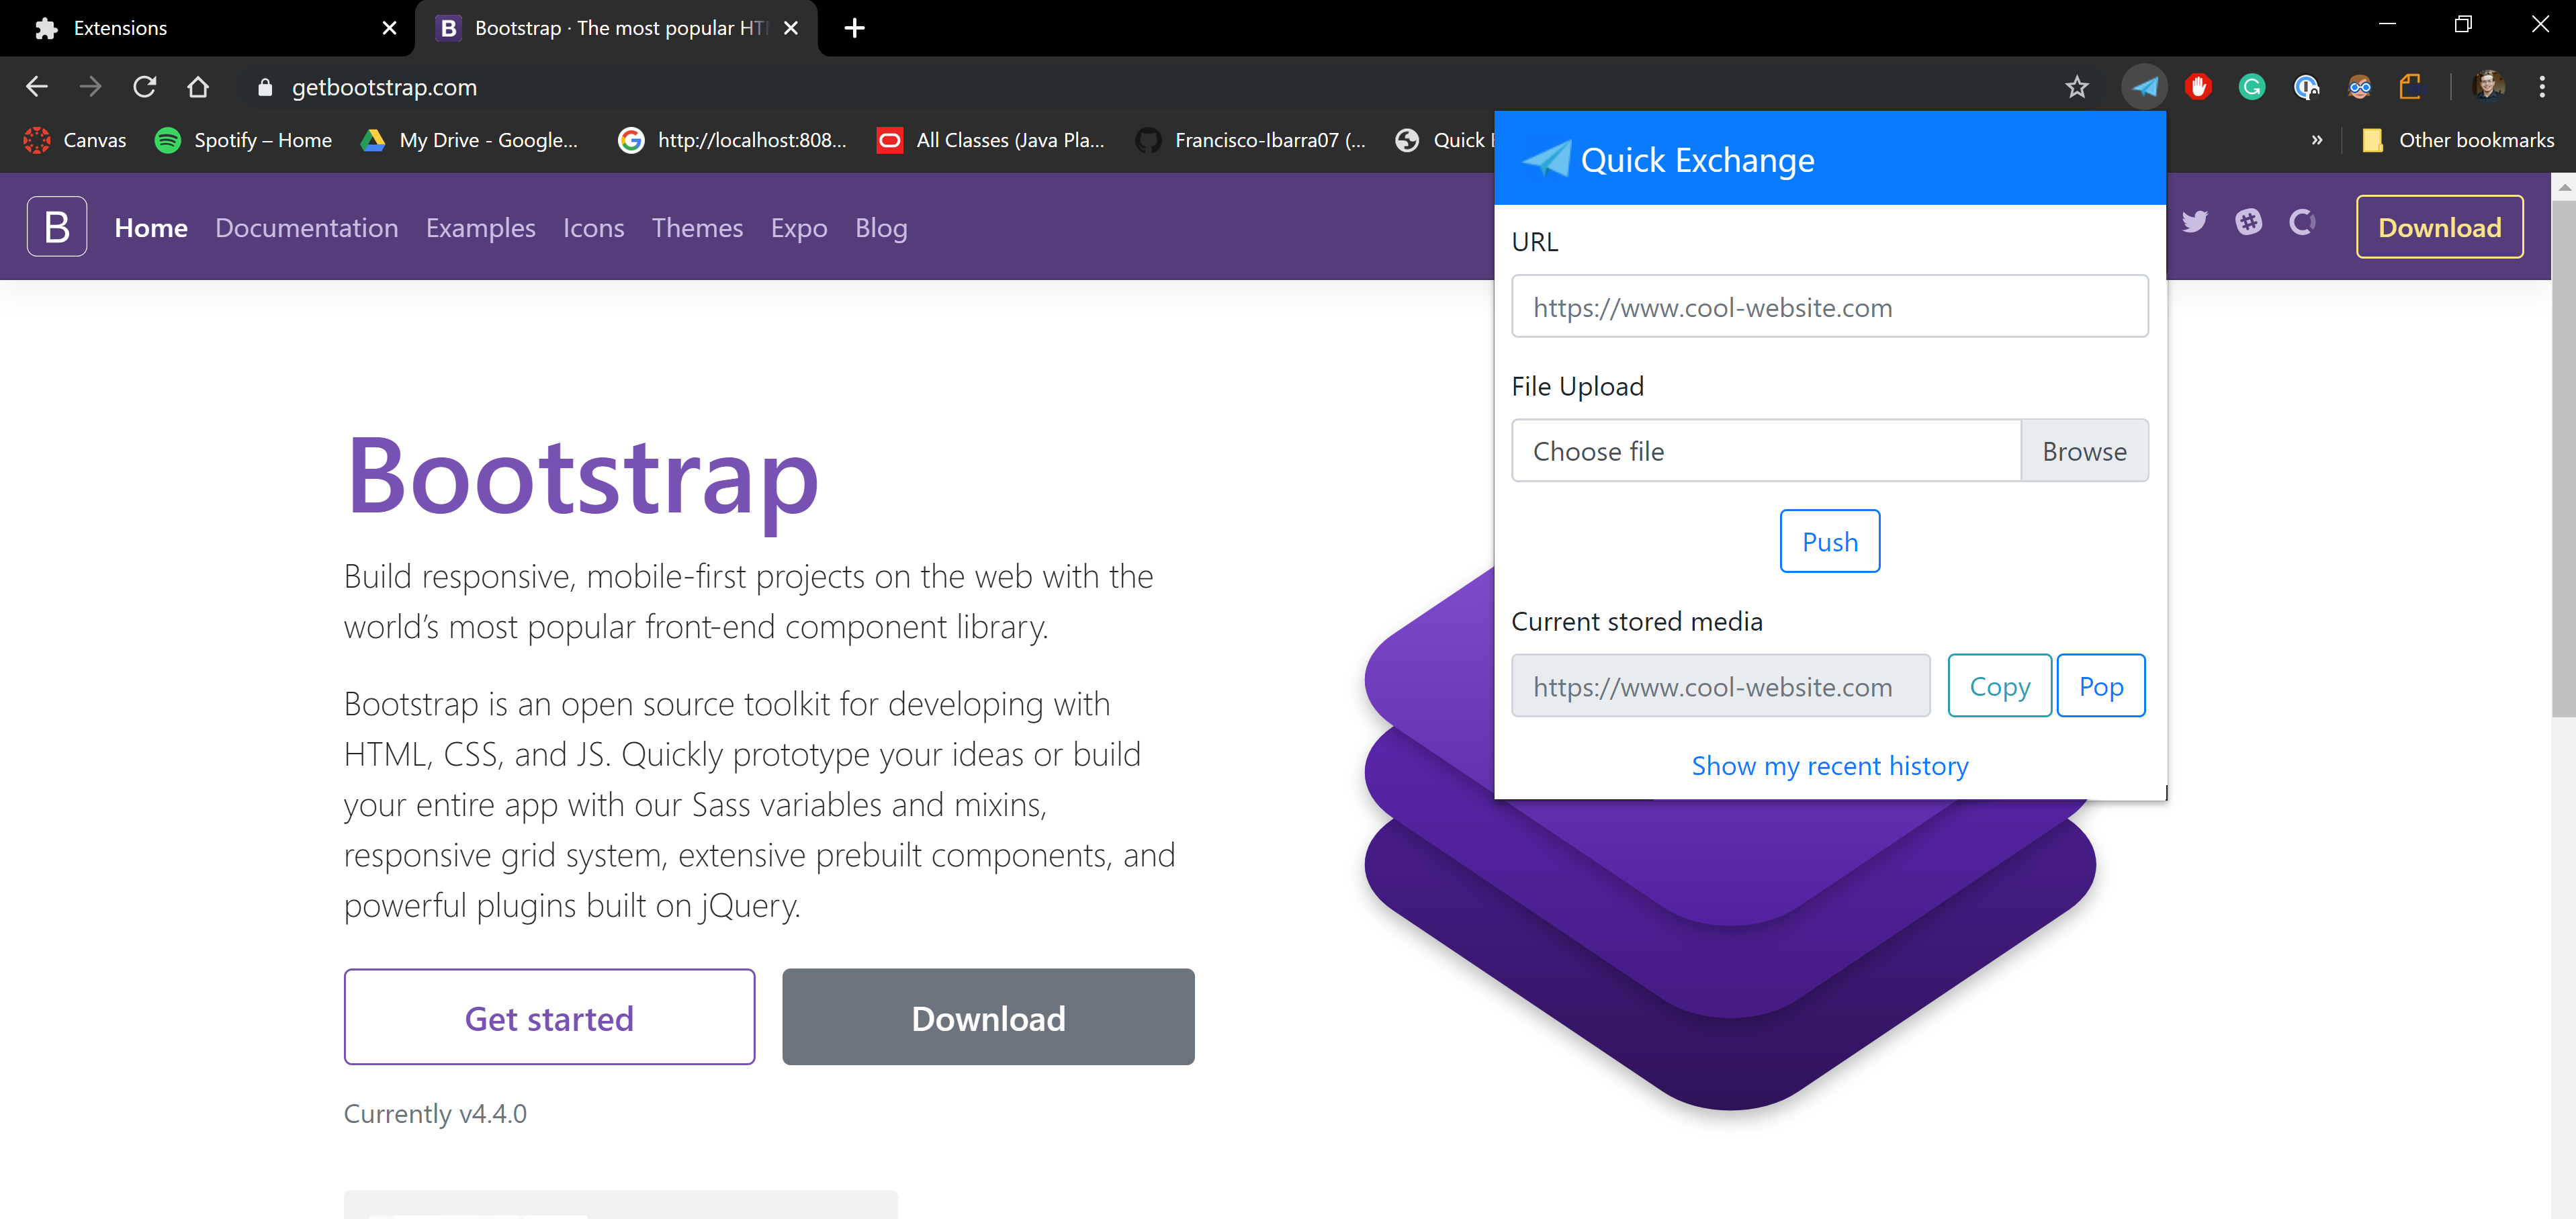 Extensions
Bootstrap · The most popular HT
getbootstrap.com
Canvas
Spotify – Home
My Drive - Google...
http://localhost:808...
All Classes (Java Pla...
Francisco-Ibarra07 (...
Quick
»
Other bookmarks
B
Home
Documentation
Examples
Icons
Themes
Expo
Blog
Download
Quick Exchange
URL
https://www.cool-website.com
File Upload
Choose file
Browse
Push
Current stored media
https://www.cool-website.com
Copy
Pop
Show my recent history
Bootstrap
Build responsive, mobile-first projects on the web with the
world’s most popular front-end component library.
Bootstrap is an open source toolkit for developing with
HTML, CSS, and JS. Quickly prototype your ideas or build
your entire app with our Sass variables and mixins,
responsive grid system, extensive prebuilt components, and
powerful plugins built on jQuery.
Get started
Download
Currently v4.4.0